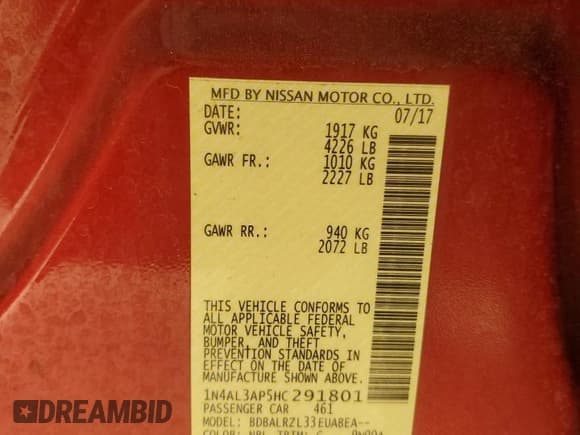 MFD BY NISSAN MOTOR CO., LTD.
DATE: 07/17
GVWR: 1917 KG
4226 LB
GAWR FR.: 1010 KG
2227 LB
GAWR RR.: 940 KG
2072 LB
THIS VEHICLE CONFORMS TO
ALL APPLICABLE FEDERAL
MOTOR VEHICLE SAFETY,
BUMPER, AND THEFT
PREVENTION STANDARDS IN
EFFECT ON THE DATE OF
MANUFACTURE SHOWN ABOVE.
1N4AL3AP5HC291801
PASSENGER CAR 461
MODEL: BDBALRZL33EUABEA--
COLOR: NBL TRIM: G
DREAMBID